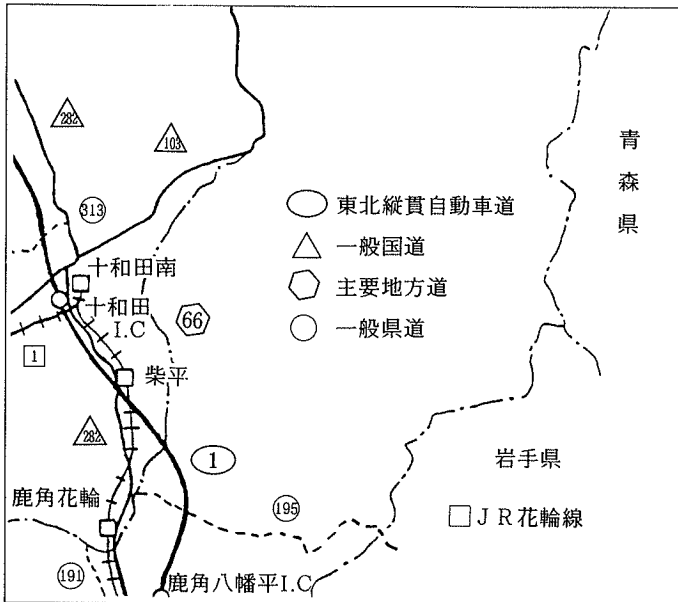 282
103
青森県
313
東北縦貫自動車道
一般国道
十和田南
主要地方道
十和田
I.C
66
一般県道
1
柴平
282
岩手県
1
鹿角花輪
195
JR花輪線
191
鹿角八幡平I.C